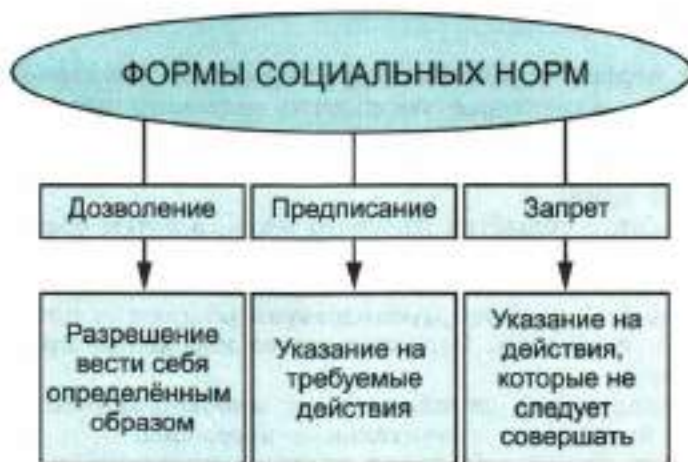 ФОРМЫ СОЦИАЛЬНЫХ НОРМ
Дозволение
Предписание
Запрет
Разрешение
вести себя
определённым
образом
Указание на
требуемые
действия
Указание на
действия,
которые не
следует
совершать